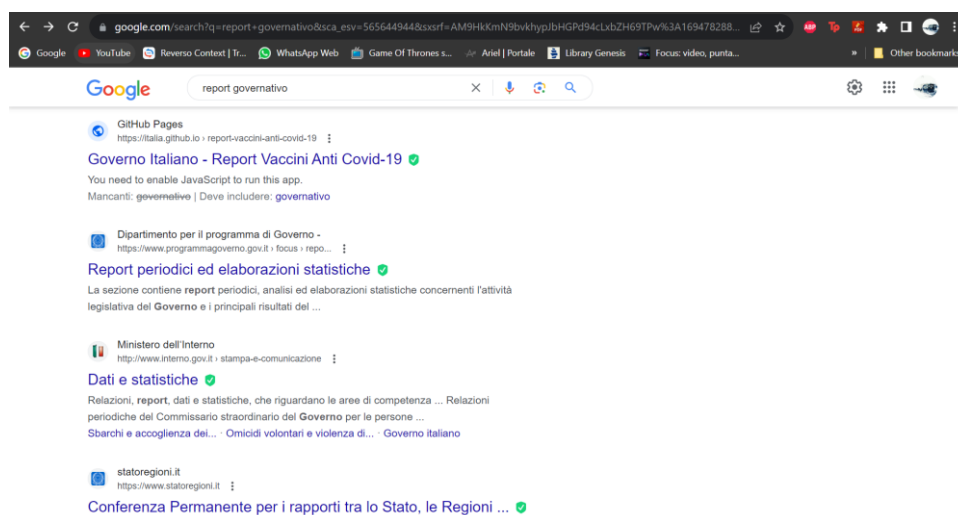 google.com/search?q=report+governativo&sca_esv=565644944&sxsrf=AM9HkKmN9bvkhypJbHGPd94cLxbZH69TPw%3A169478288...
Google YouTube Reverso Context | Tr... WhatsApp Web Game Of Thrones s... Ariel | Portale Library Genesis Focus: video, punta... » Other bookmarks
Google report governativo
GitHub Pages
https://italia.github.io › report-vaccini-anti-covid-19
Governo Italiano - Report Vaccini Anti Covid-19
You need to enable JavaScript to run this app.
Mancanti: governativo | Deve includere: governativo
Dipartimento per il programma di Governo -
https://www.programmagoverno.gov.it › focus › repo...
Report periodici ed elaborazioni statistiche
La sezione contiene report periodici, analisi ed elaborazioni statistiche concernenti l'attività
legislativa del Governo e i principali risultati del ...
Ministero dell'Interno
http://www.interno.gov.it › stampa-e-comunicazione
Dati e statistiche
Relazioni, report, dati e statistiche, che riguardano le aree di competenza ... Relazioni
periodiche del Commissario straordinario del Governo per le persone ...
Sbarchi e accoglienza dei... · Omicidi volontari e violenza di... · Governo italiano
statoregioni.it
https://www.statoregioni.it
Conferenza Permanente per i rapporti tra lo Stato, le Regioni ...